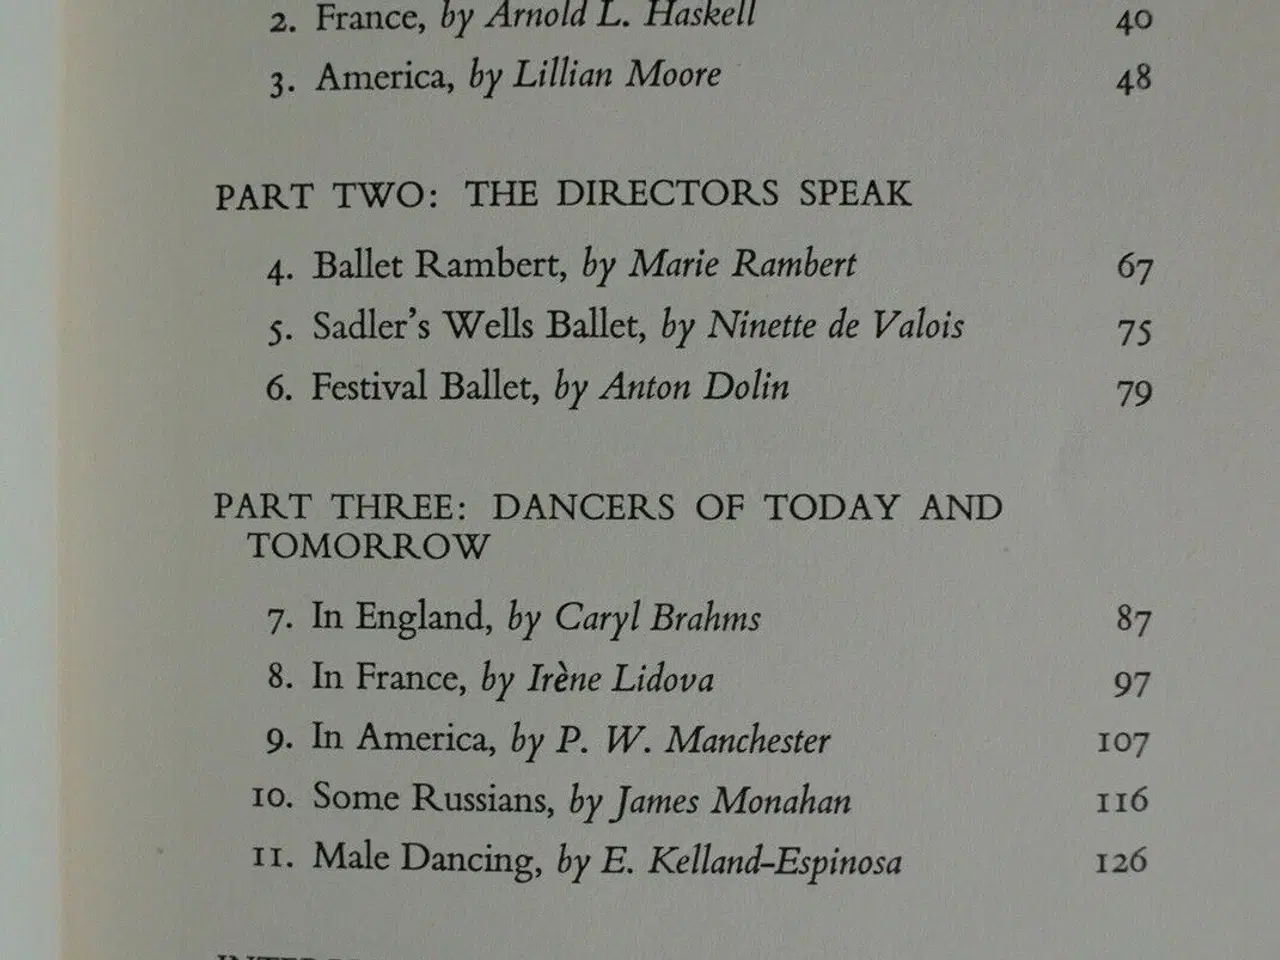 2. France, by Arnold L. Haskell 40
3. America, by Lillian Moore 48
PART TWO: THE DIRECTORS SPEAK
4. Ballet Rambert, by Marie Rambert 67
5. Sadler's Wells Ballet, by Ninette de Valois 75
6. Festival Ballet, by Anton Dolin 79
PART THREE: DANCERS OF TODAY AND
TOMORROW
7. In England, by Caryl Brahms 87
8. In France, by Irène Lidova 97
9. In America, by P. W. Manchester 107
10. Some Russians, by James Monahan 116
11. Male Dancing, by E. Kelland-Espinosa 126